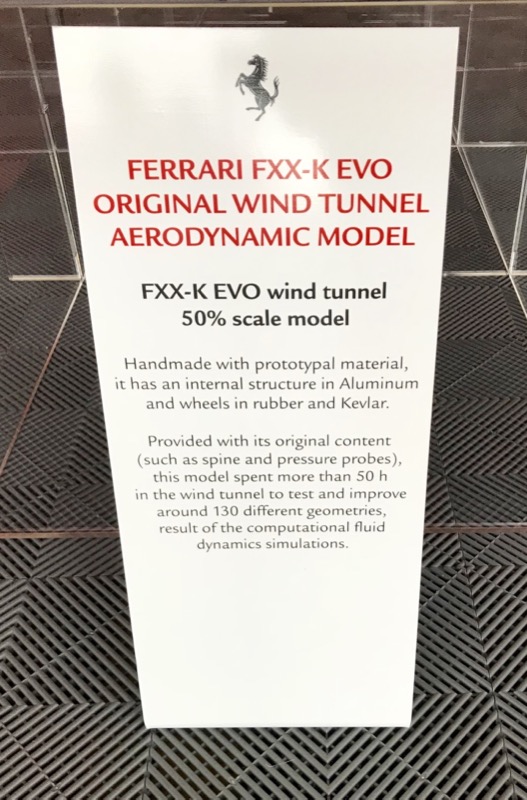 FERRARI FXX-K EVO
ORIGINAL WIND TUNNEL
AERODYNAMIC MODEL
FXX-K EVO wind tunnel
50% scale model
Handmade with prototypal material,
it has an internal structure in Aluminum
and wheels in rubber and Kevlar.
Provided with its original content
(such as spine and pressure probes),
this model spent more than 50 h
in the wind tunnel to test and improve
around 130 different geometries,
result of the computational fluid
dynamics simulations.